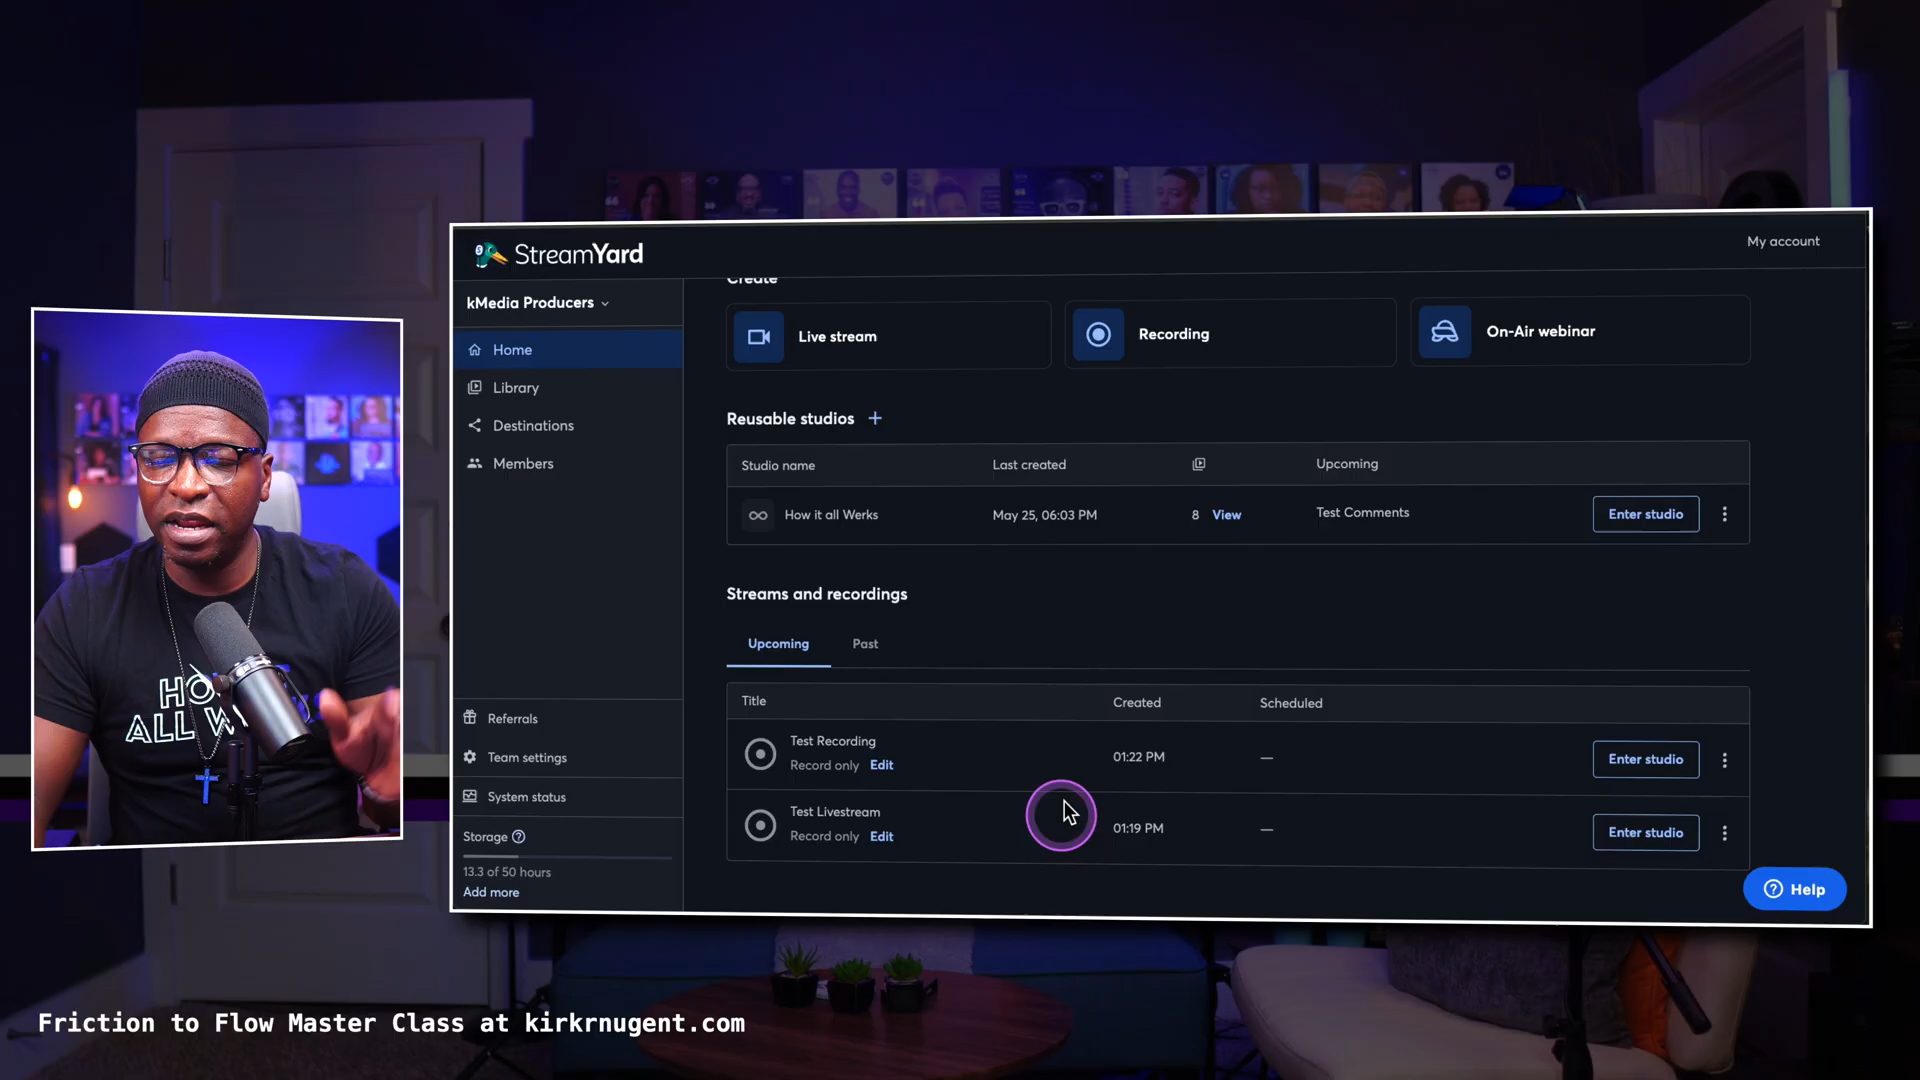 StreamYard
My account
kMedia Producers
Home
Library
Destinations
Members
Referrals
Team settings
System status
Storage
13.3 of 50 hours
Add more
Create
Live stream
Recording
On-Air webinar
Reusable studios +
Studio name Last created Upcoming
How it all Werks May 25, 06:03 PM 8 View Test Comments Enter studio
Streams and recordings
Upcoming Past
Title Created Scheduled
Test Recording
Record only Edit 01:22 PM — Enter studio
Test Livestream
Record only Edit 01:19 PM — Enter studio
? Help
ALL W
Friction to Flow Master Class at kirkrnugent.com